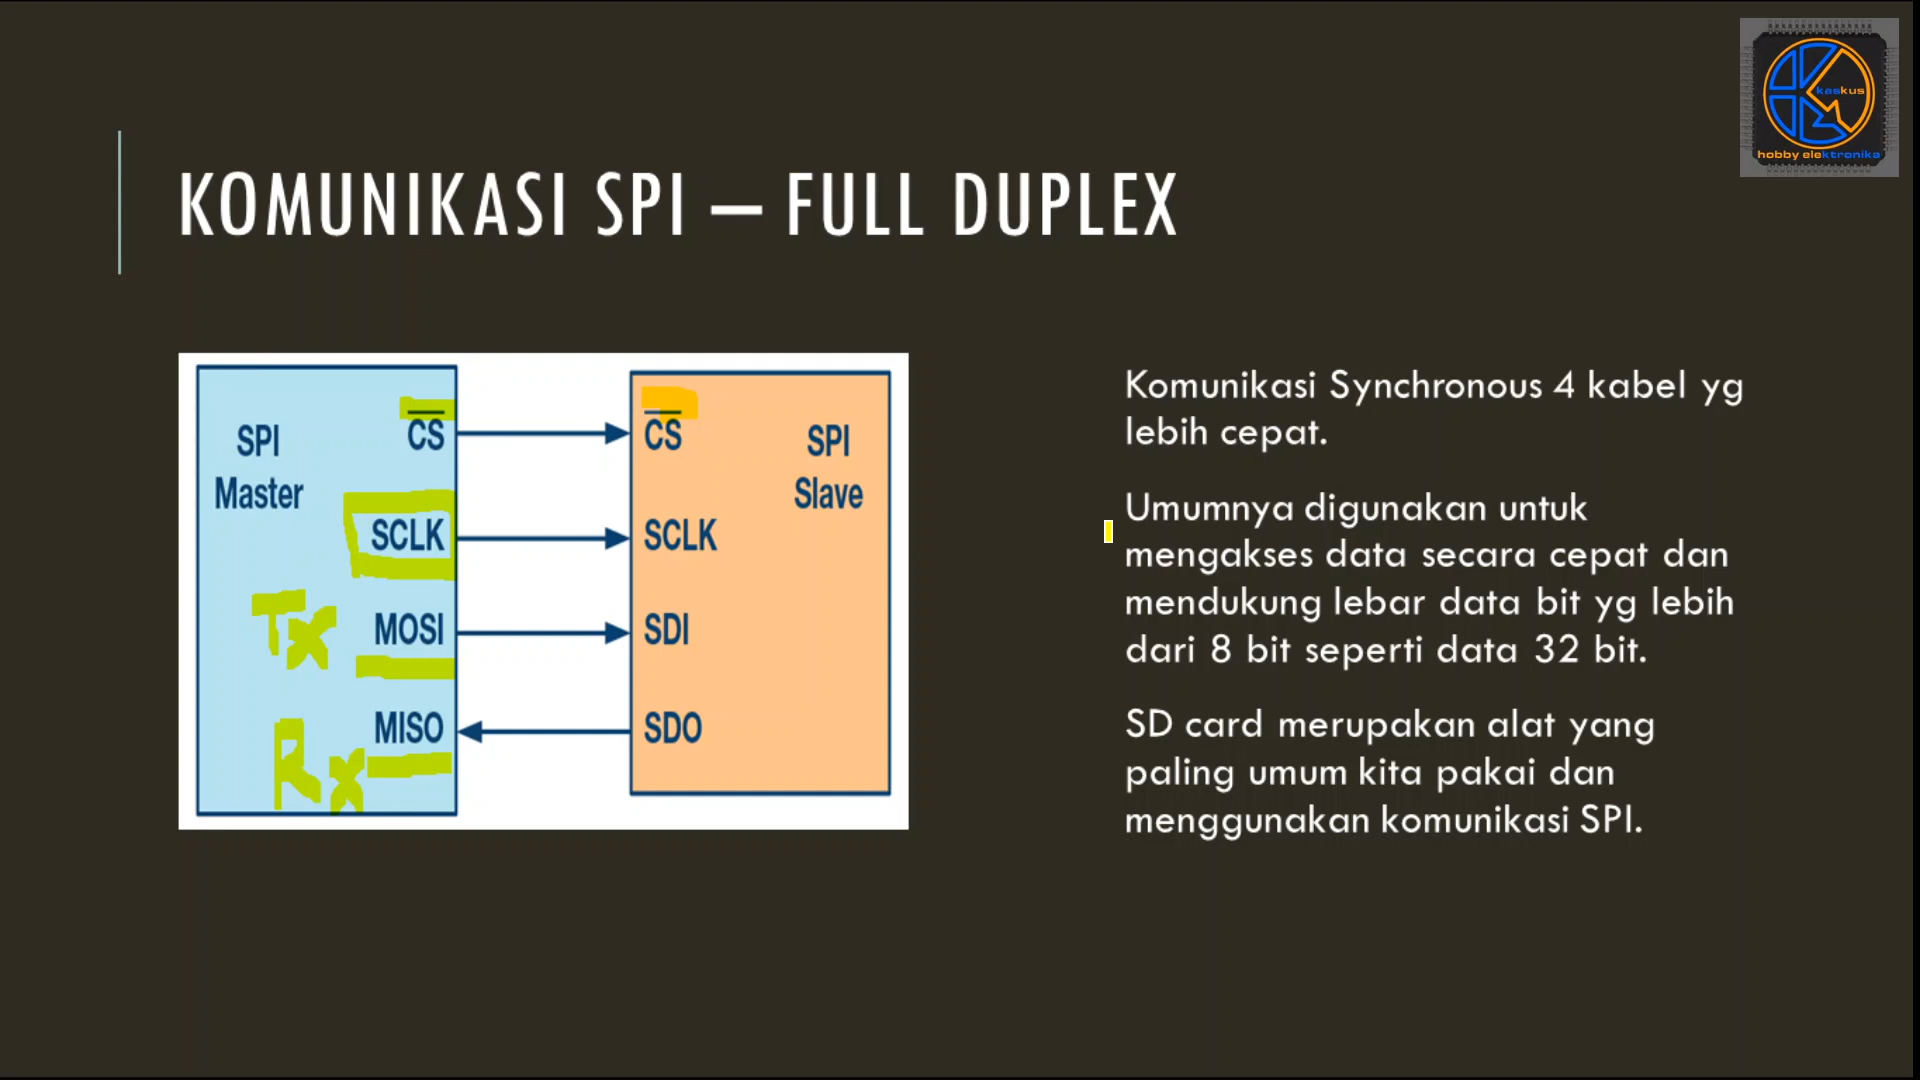 kaskus
hobby elektronika
KOMUNIKASI SPI – FULL DUPLEX
SPI
Master
CS
SCLK
Tx
MOSI
Rx
MISO
CS
SPI
Slave
SCLK
SDI
SDO
Komunikasi Synchronous 4 kabel yg
lebih cepat.
Umumnya digunakan untuk
mengakses data secara cepat dan
mendukung lebar data bit yg lebih
dari 8 bit seperti data 32 bit.
SD card merupakan alat yang
paling umum kita pakai dan
menggunakan komunikasi SPI.